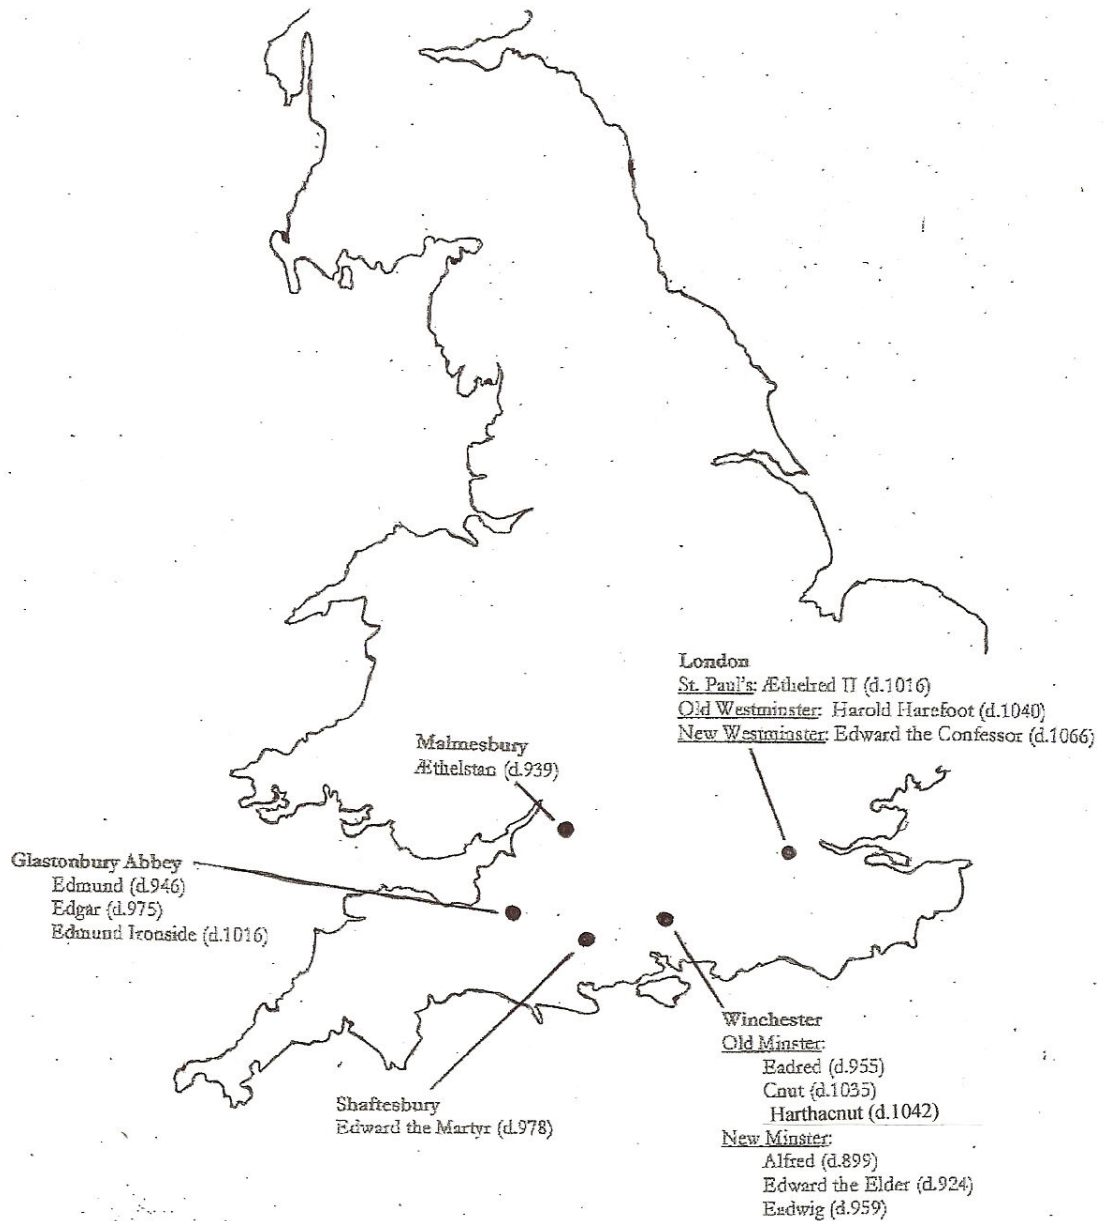 London
St. Paul's: Æthelred II (d.1016)
Old Westminster: Harold Harefoot (d.1040)
New Westminster: Edward the Confessor (d.1066)
Malmesbury
Æthelstan (d.939)
Glastonbury Abbey
Edmund (d.946)
Edgar (d.975)
Edmund Ironside (d.1016)
Shaftesbury
Edward the Martyr (d.978)
Winchester
Old Minster:
Eadred (d.955)
Cnut (d.1035)
Harthacnut (d.1042)
New Minster:
Alfred (d.899)
Edward the Elder (d.924)
Eadwig (d.959)